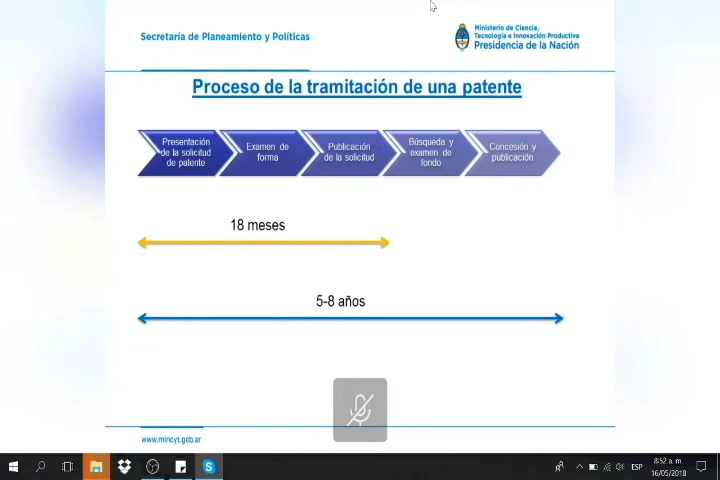 Secretaría de Planeamiento y Políticas
Ministerio de Ciencia,
Tecnología e Innovación Productiva
Presidencia de la Nación
Proceso de la tramitación de una patente
Presentación
de la solicitud
de patente
Examen de
forma
Publicación
de la solicitud
Búsqueda y
examen de
fondo
Concesión y
publicación
18 meses
5-8 años
www.mincyt.gob.ar
ESP
8:52 a. m.
16/05/2018